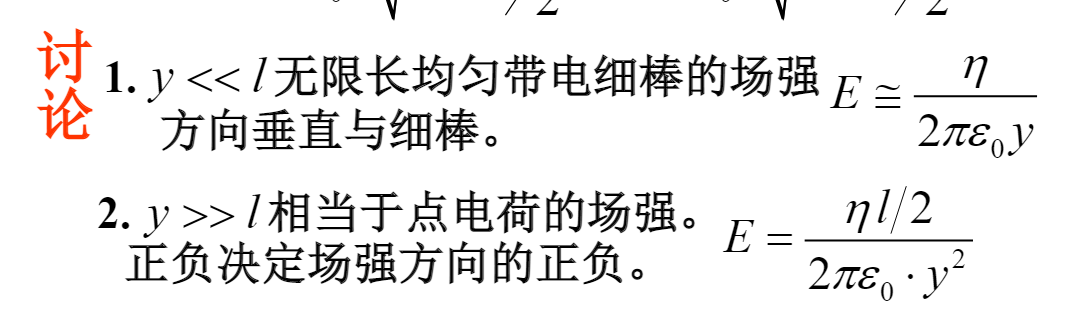 讨论
1. y << l 无限长均匀带电细棒的场强 E ≅ η / 2πε₀y
方向垂直与细棒。
2. y >> l 相当于点电荷的场强。 E = η l/2 / 2πε₀·y²
正负决定场强方向的正负。